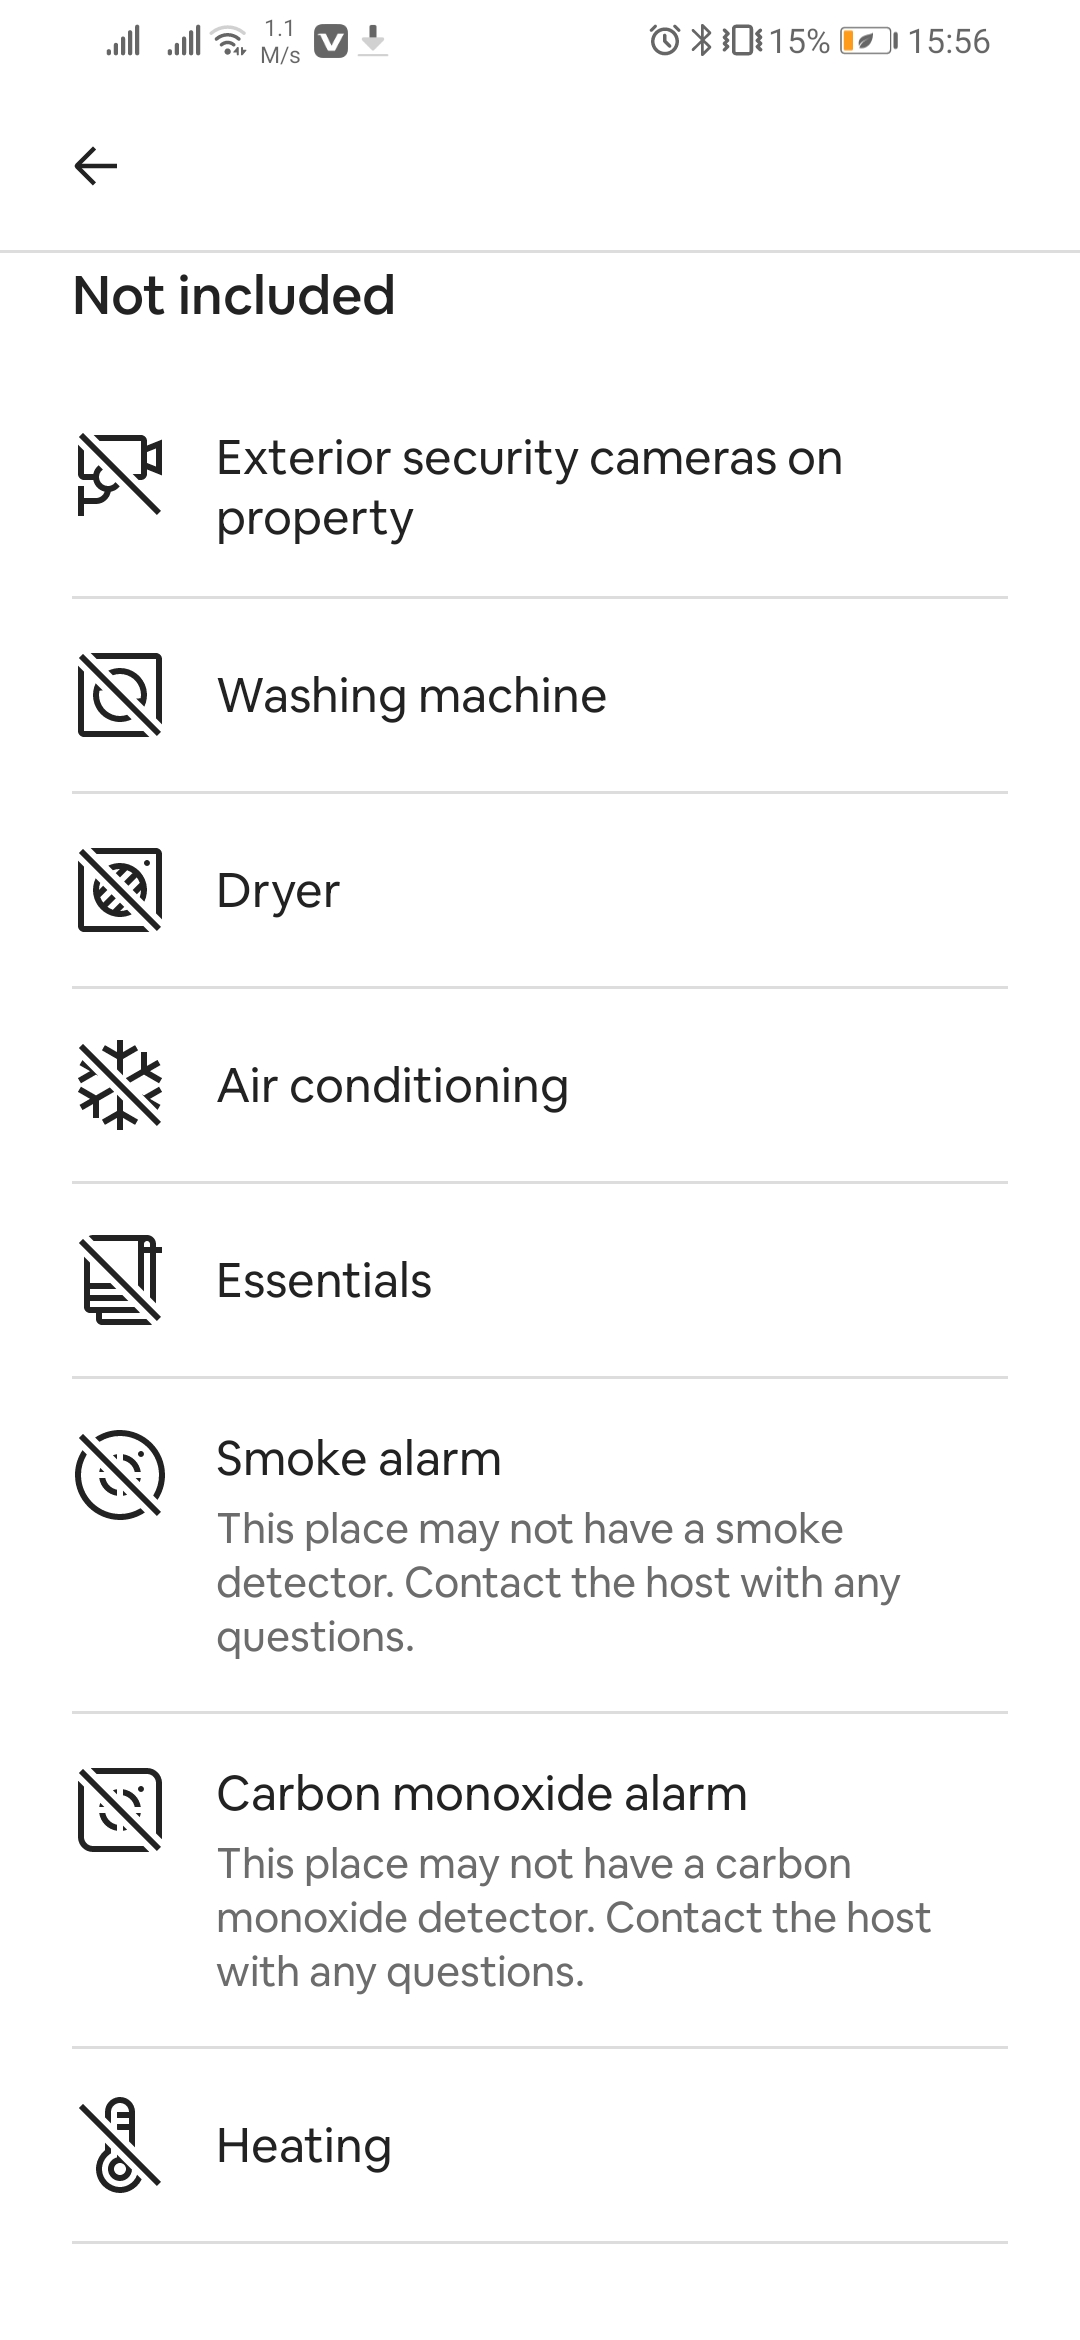 1.1
M/s
15%
15:56
Not included
Exterior security cameras on
property
Washing machine
Dryer
Air conditioning
Essentials
Smoke alarm
This place may not have a smoke
detector. Contact the host with any
questions.
Carbon monoxide alarm
This place may not have a carbon
monoxide detector. Contact the host
with any questions.
Heating